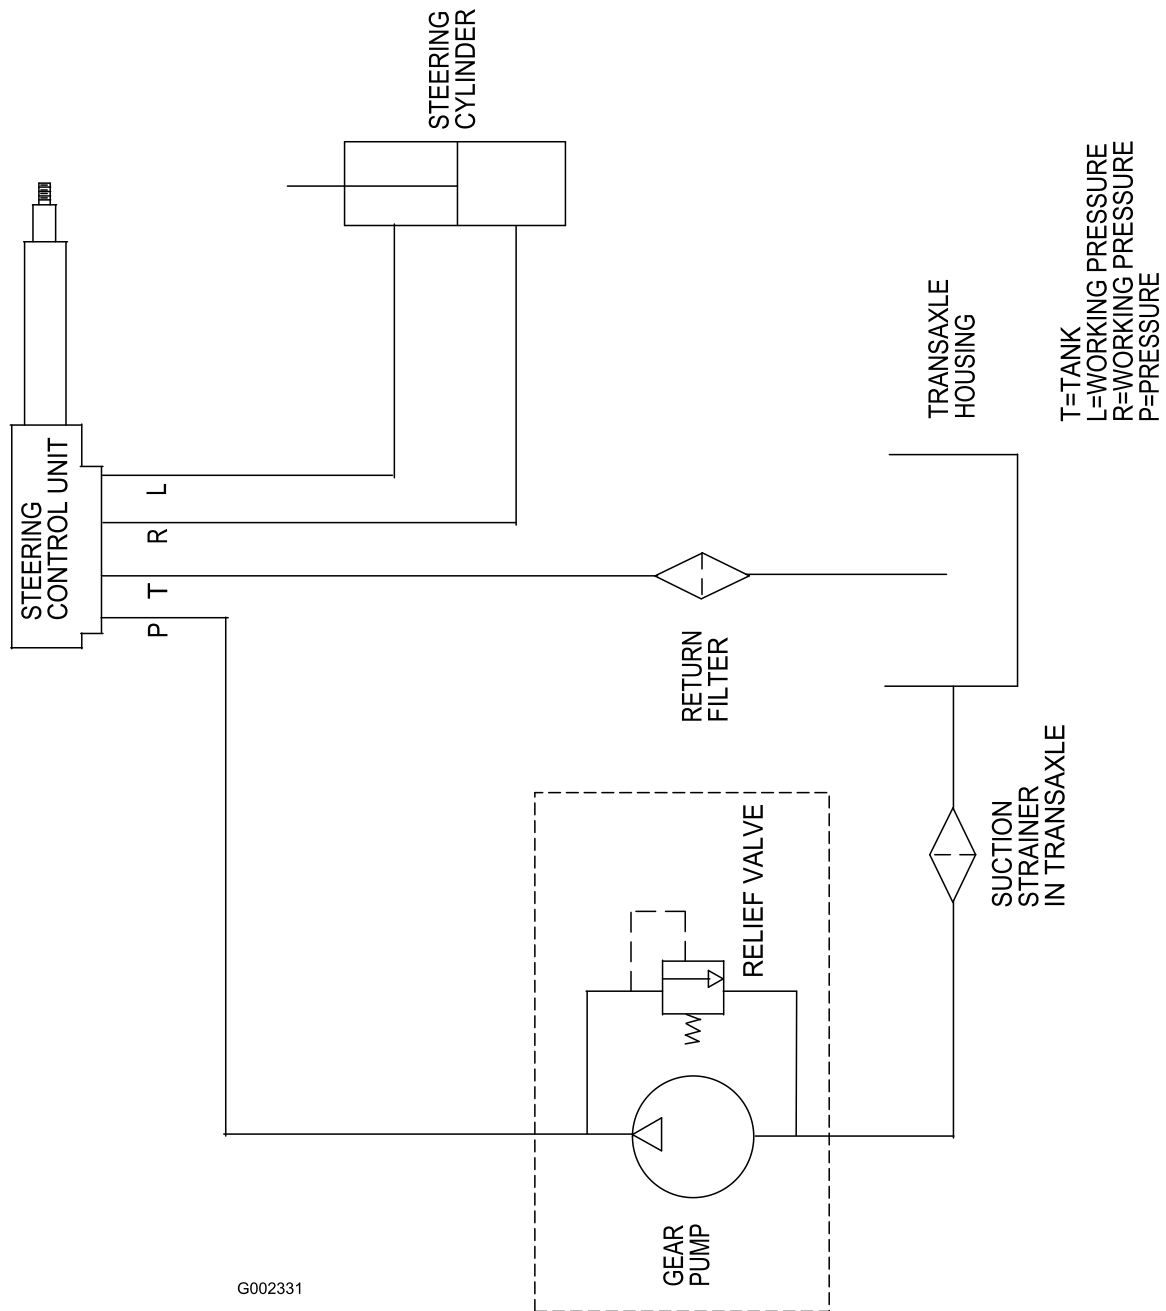 STEERING
CONTROL UNIT
STEERING
CYLINDER
P
T
R
L
RETURN
FILTER
TRANSAXLE
HOUSING
T=TANK
L=WORKING PRESSURE
R=WORKING PRESSURE
P=PRESSURE
GEAR
PUMP
RELIEF VALVE
SUCTION
STRAINER
IN TRANSAXLE
G002331